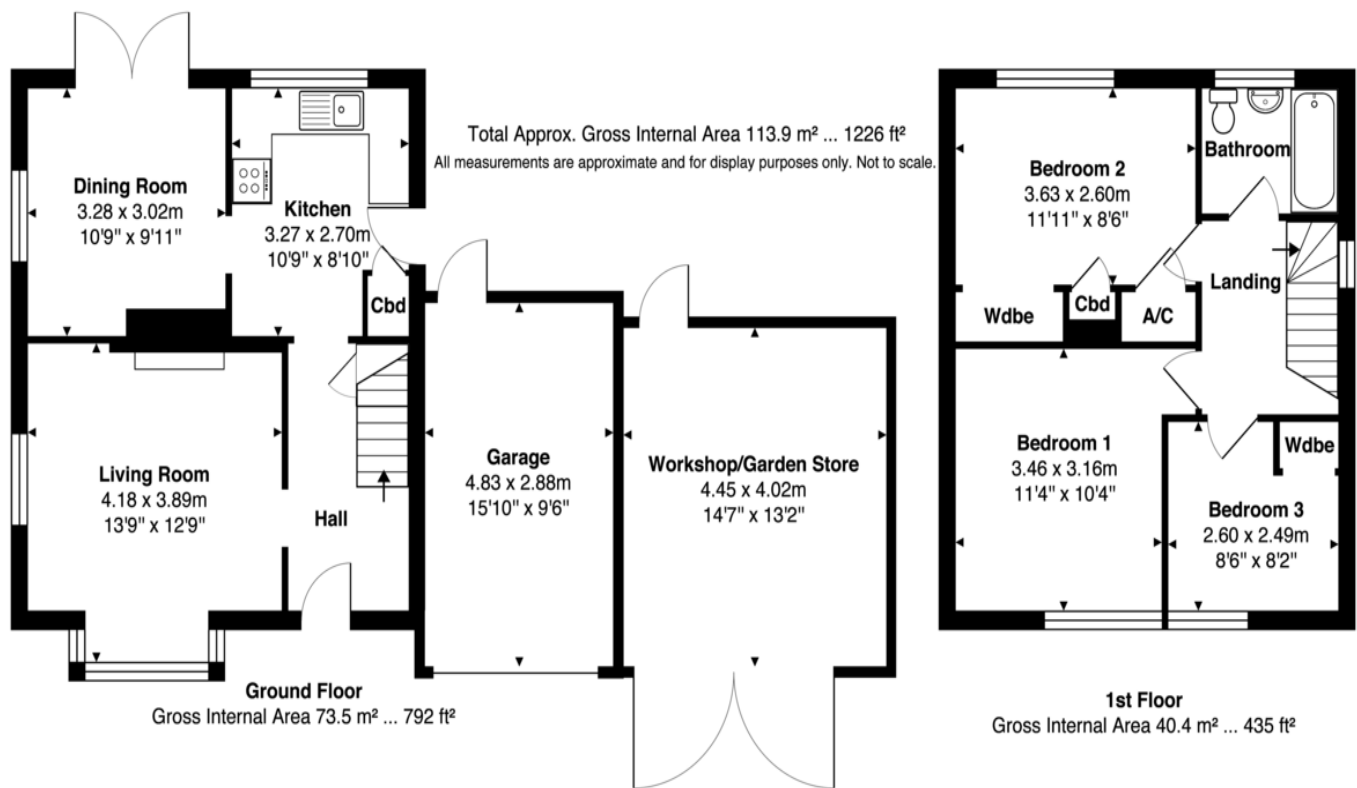 Total Approx. Gross Internal Area 113.9 m² ... 1226 ft²
All measurements are approximate and for display purposes only. Not to scale.
Dining Room
3.28 x 3.02m
10'9" x 9'11"
Kitchen
3.27 x 2.70m
10'9" x 8'10"
Cbd
Living Room
4.18 x 3.89m
13'9" x 12'9"
Hall
Garage
4.83 x 2.88m
15'10" x 9'6"
Workshop/Garden Store
4.45 x 4.02m
14'7" x 13'2"
Ground Floor
Gross Internal Area 73.5 m² ... 792 ft²
Bedroom 2
3.63 x 2.60m
11'11" x 8'6"
Bathroom
Landing
Wdbe
Cbd
A/C
Bedroom 1
3.46 x 3.16m
11'4" x 10'4"
Wdbe
Bedroom 3
2.60 x 2.49m
8'6" x 8'2"
1st Floor
Gross Internal Area 40.4 m² ... 435 ft²